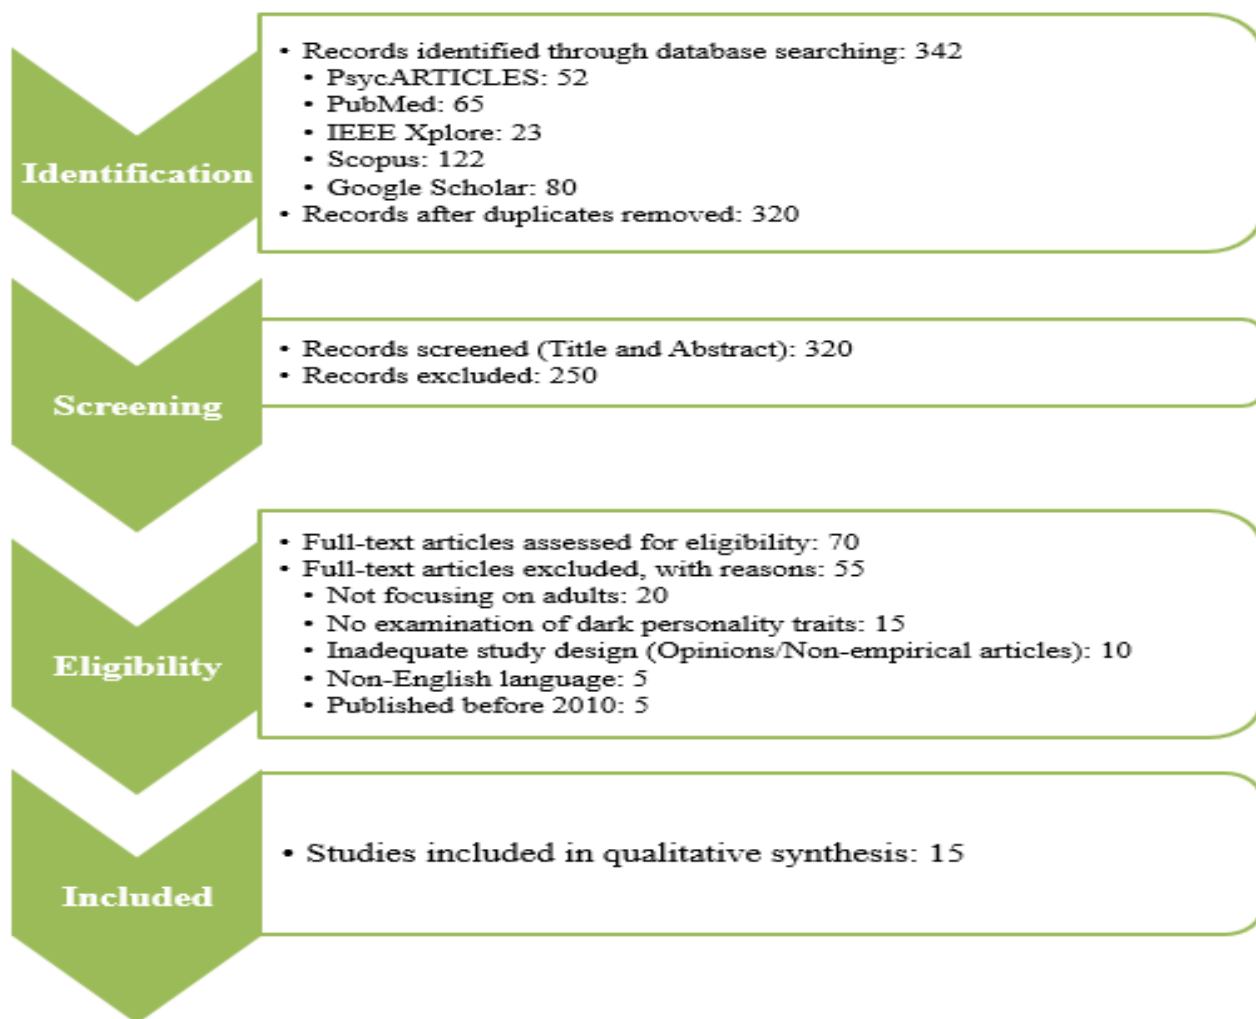 Identification
• Records identified through database searching: 342
• PsycARTICLES: 52
• PubMed: 65
• IEEE Xplore: 23
• Scopus: 122
• Google Scholar: 80
• Records after duplicates removed: 320
Screening
• Records screened (Title and Abstract): 320
• Records excluded: 250
Eligibility
• Full-text articles assessed for eligibility: 70
• Full-text articles excluded, with reasons: 55
• Not focusing on adults: 20
• No examination of dark personality traits: 15
• Inadequate study design (Opinions/Non-empirical articles): 10
• Non-English language: 5
• Published before 2010: 5
Included
• Studies included in qualitative synthesis: 15